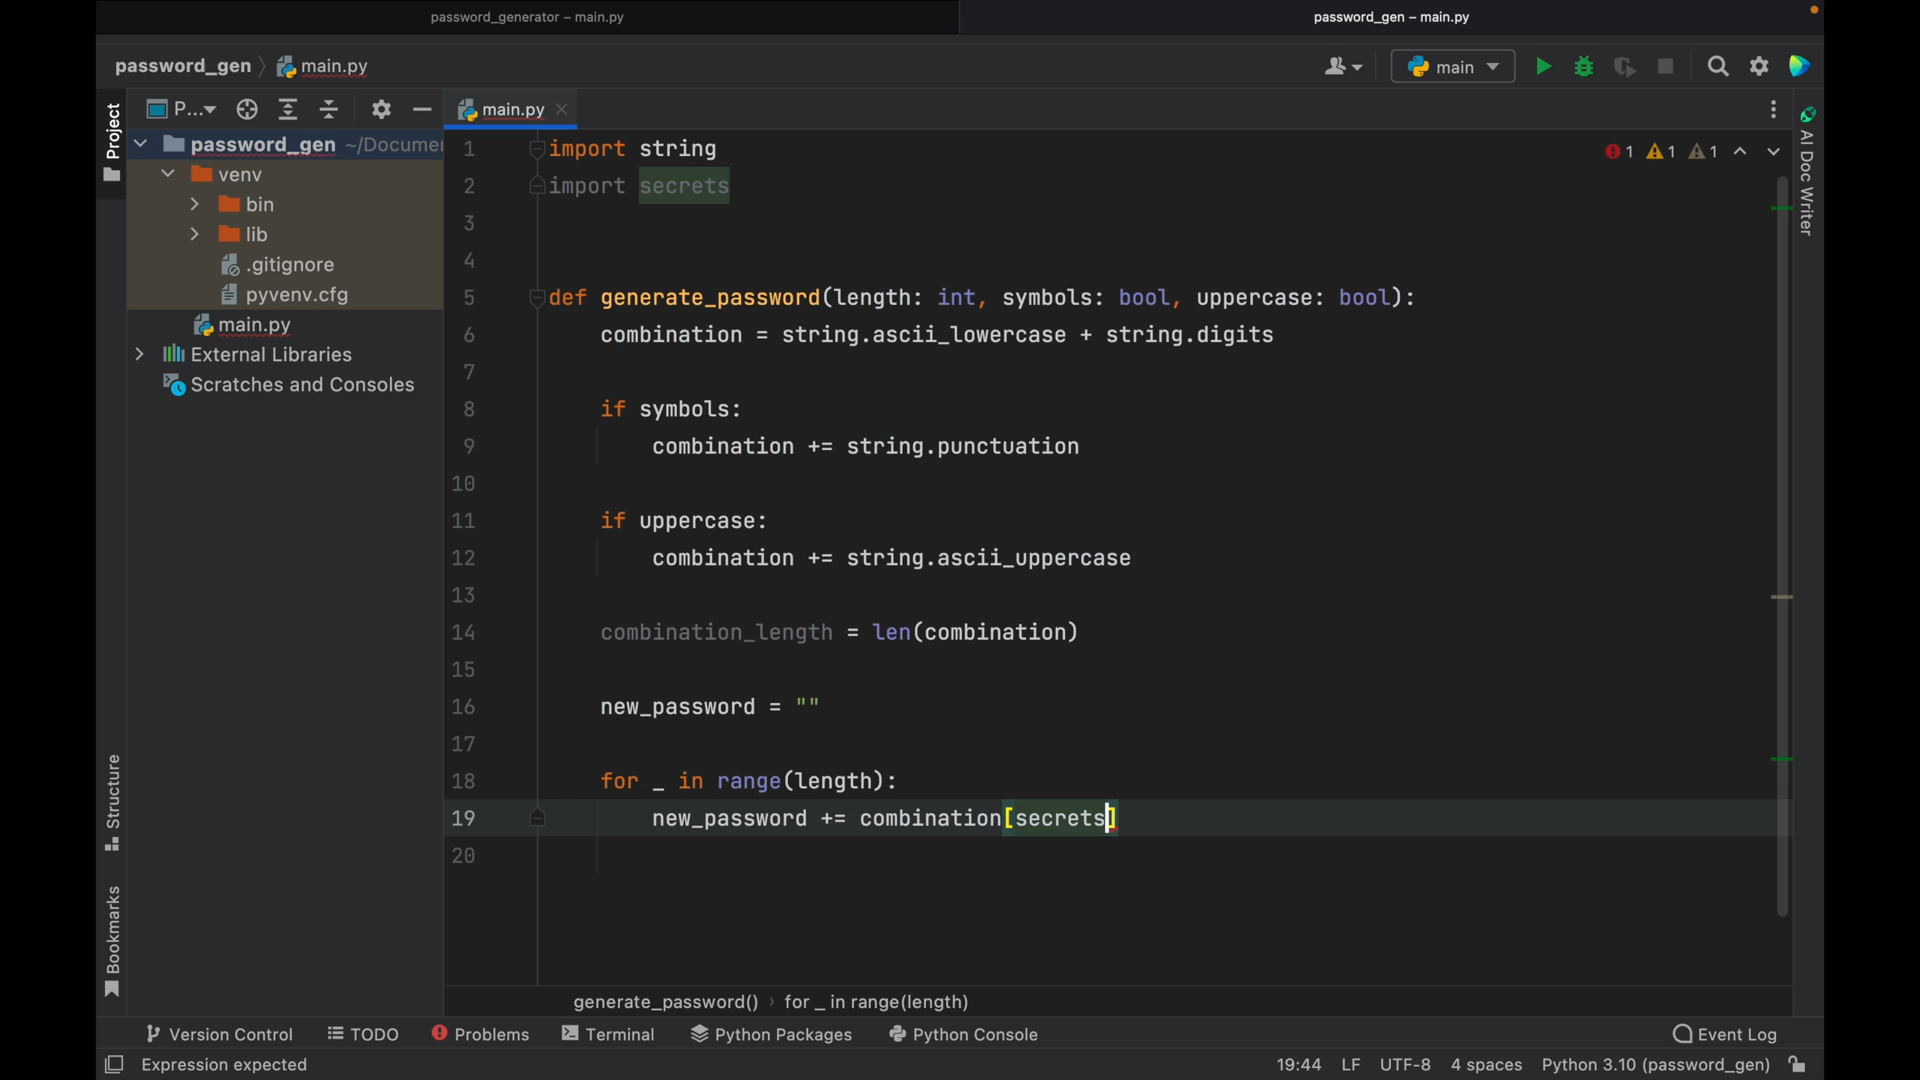 password_generator – main.py
password_gen – main.py
password_gen main.py
main
Project
P...
main.py
password_gen ~/Documen
venv
bin
lib
.gitignore
pyvenv.cfg
main.py
External Libraries
Scratches and Consoles
1 import string
2 import secrets
3
4
5 def generate_password(length: int, symbols: bool, uppercase: bool):
6 combination = string.ascii_lowercase + string.digits
7
8 if symbols:
9 combination += string.punctuation
10
11 if uppercase:
12 combination += string.ascii_uppercase
13
14 combination_length = len(combination)
15
16 new_password = ""
17
18 for _ in range(length):
19 new_password += combination[secrets]
20
1 1 1
AI Doc Writer
Structure
Bookmarks
generate_password() › for _ in range(length)
Version Control TODO Problems Terminal Python Packages Python Console Event Log
Expression expected 19:44 LF UTF-8 4 spaces Python 3.10 (password_gen)